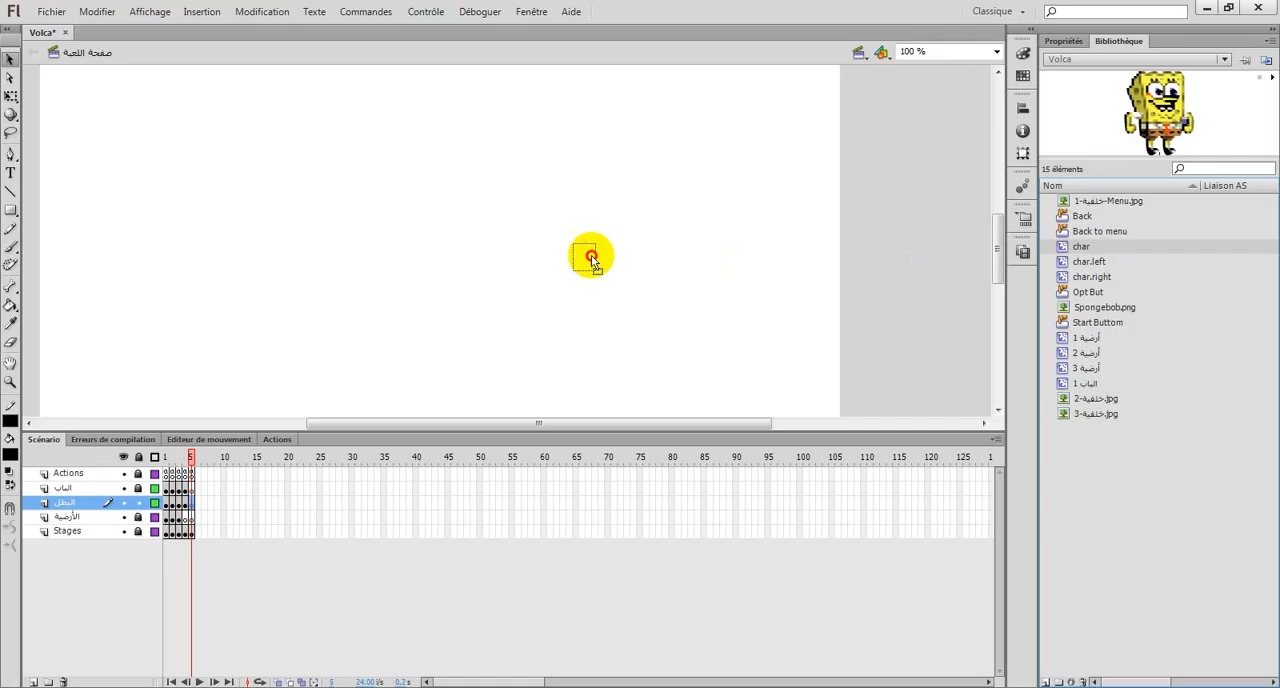 Fl Fichier Modifier Affichage Insertion Modification Texte Commandes Contrôle Déboguer Fenêtre Aide Classique
Volca*
صفحة اللعبة 100 %
Propriétés Bibliothèque
Volca
15 éléments
Nom Liaison AS
1-خلفية-Menu.jpg
Back
Back to menu
char
char.left
char.right
Opt But
Spongebob.png
Start Buttom
أرضية 1
أرضية 2
أرضية 3
الباب 1
خلفية-2.jpg
خلفية-3.jpg
Scénario Erreurs de compilation Editeur de mouvement Actions
1 5 10 15 20 25 30 35 40 45 50 55 60 65 70 75 80 85 90 95 100 105 110 115 120 125 1
Actions
الباب
البطل
الأرضية
Stages
5 24.00 i/s 0.2 s